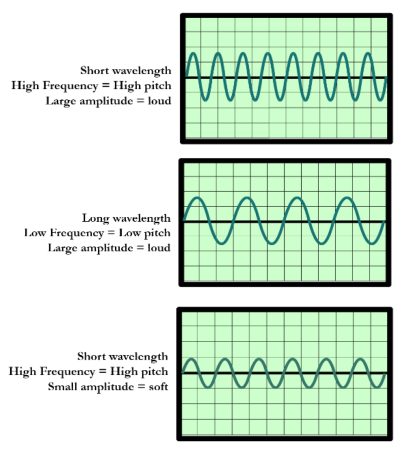 Short wavelength
High Frequency = High pitch
Large amplitude = loud
Long wavelength
Low Frequency = Low pitch
Large amplitude = loud
Short wavelength
High Frequency = High pitch
Small amplitude = soft